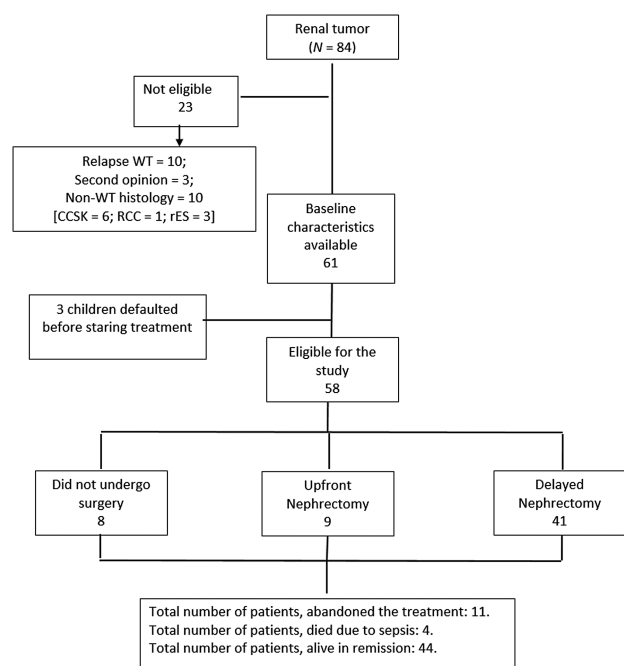 Renal tumor
(N = 84)
Not eligible
23
Relapse WT = 10;
Second opinion = 3;
Non-WT histology = 10
[CCSK = 6; RCC = 1; rES = 3]
Baseline
characteristics
available
61
3 children defaulted
before staring treatment
Eligible for the
study
58
Did not undergo
surgery
8
Upfront
Nephrectomy
9
Delayed
Nephrectomy
41
Total number of patients, abandoned the treatment: 11.
Total number of patients, died due to sepsis: 4.
Total number of patients, alive in remission: 44.